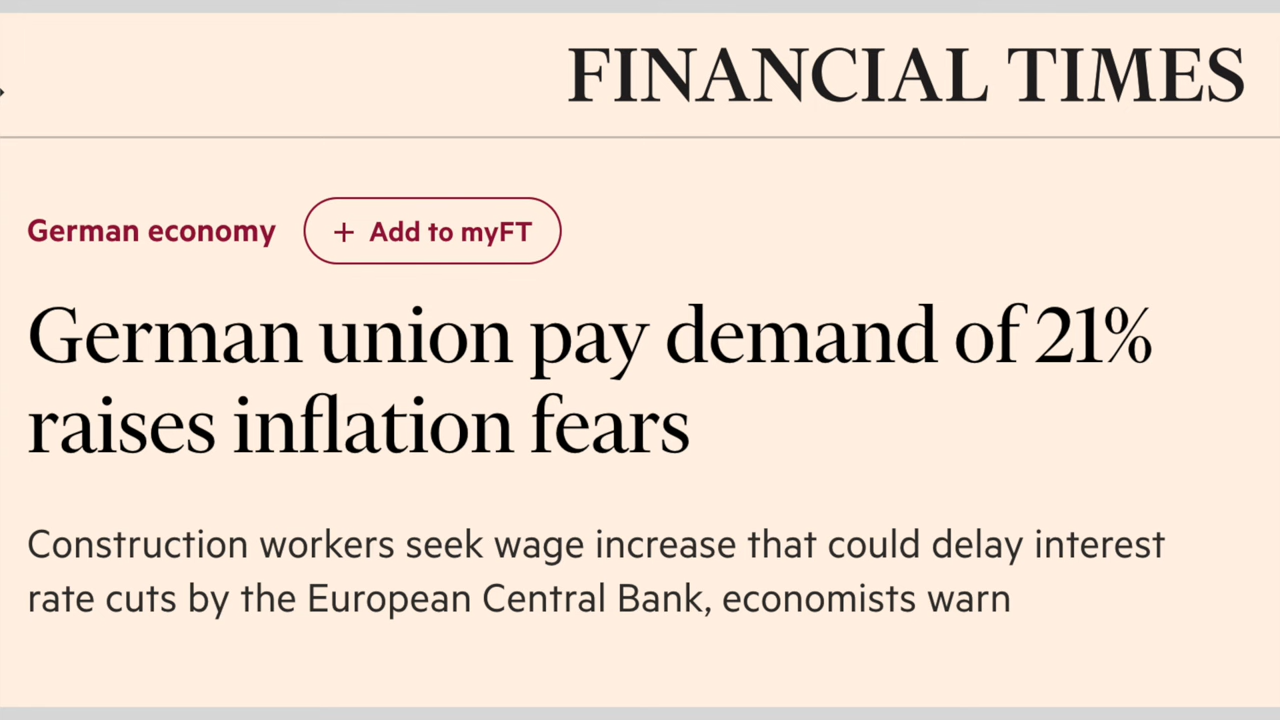 FINANCIAL TIMES
German economy
+ Add to myFT
German union pay demand of 21%
raises inflation fears
Construction workers seek wage increase that could delay interest
rate cuts by the European Central Bank, economists warn